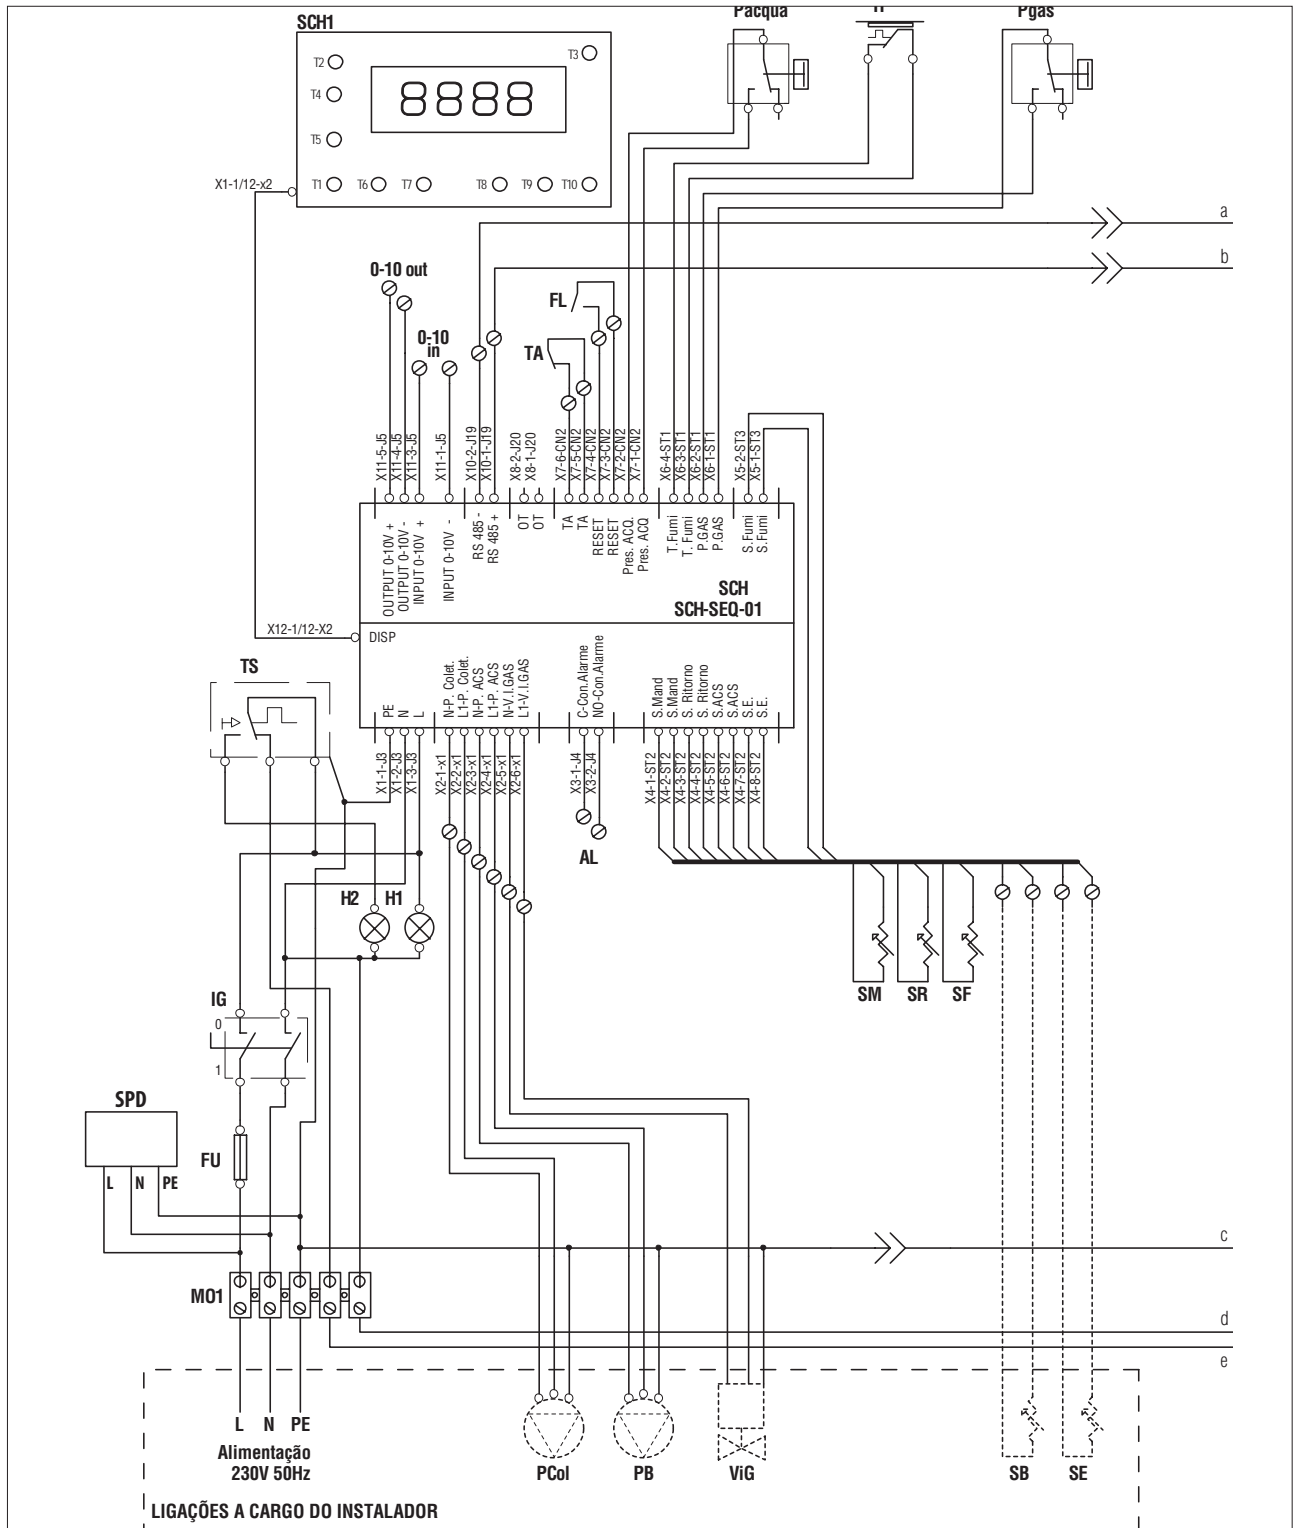 Pacqua
Pgas
SCH1
T2
T3
T4
8888
T5
T1
T6
T7
T8
T9
T10
X1-1/12-x2
a
b
0-10 out
FL
0-10
in
TA
X11-5-J5
X11-4-J5
X11-3-J5
X11-1-J5
X10-2-J19
X10-1-J19
X8-2-J20
X8-1-J20
X7-6-CN2
X7-5-CN2
X7-4-CN2
X7-3-CN2
X7-2-CN2
X7-1-CN2
X6-4-ST1
X6-3-ST1
X6-2-ST1
X6-1-ST1
X5-2-ST3
X5-1-ST3
OUTPUT 0-10V +
OUTPUT 0-10V -
INPUT 0-10V +
INPUT 0-10V -
RS 485 -
RS 485 +
OT
OT
TA
TA
RESET
RESET
Pres. ACQ.
Pres. ACQ
T.Fumi
T. Fumi
P.GAS
P.GAS
S.Fumi
S.Fumi
SCH
SCH-SEQ-01
X12-1/12-X2
DISP
TS
PE
N
L
N-P. Colet.
L1-P. Colet.
N-P. ACS
L1-P. ACS
N-V.I.GAS
L1-V.I.GAS
C-Con.Alarme
NO-Con.Alarme
S.Mand
S.Mand
S. Ritorno
S. Ritorno
S.ACS
S.ACS
S.E.
S.E.
X1-1-J3
X1-2-J3
X1-3-J3
X2-1-x1
X2-2-x1
X2-3-x1
X2-4-x1
X2-5-x1
X2-6-x1
X3-1-J4
X3-2-J4
X4-1-ST2
X4-2-ST2
X4-3-ST2
X4-4-ST2
X4-5-ST2
X4-6-ST2
X4-7-ST2
X4-8-ST2
AL
H2
H1
SM
SR
SF
IG
0
1
SPD
FU
L
N
PE
c
MO1
d
e
L
N
PE
Alimentação
230V 50Hz
PCol
PB
ViG
SB
SE
LIGAÇÕES A CARGO DO INSTALADOR